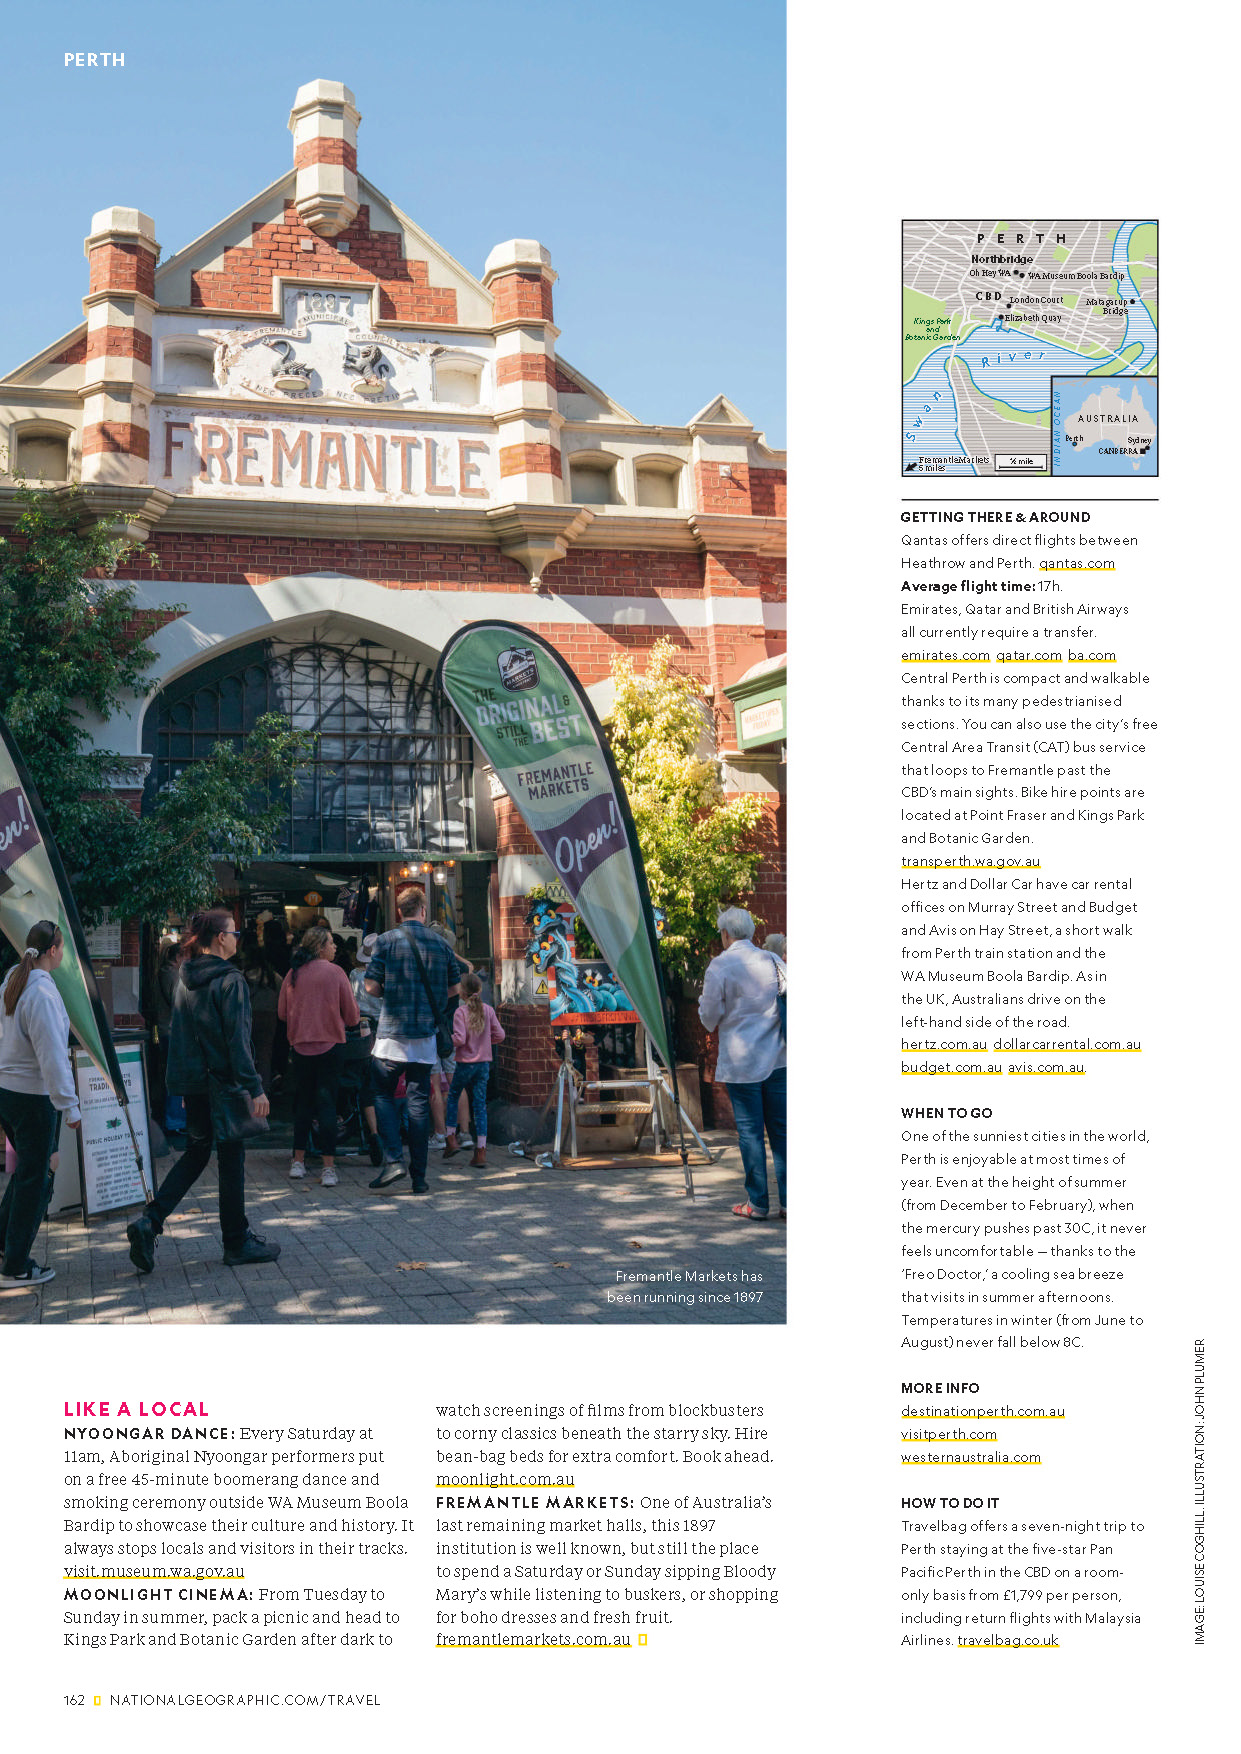 PERTH
1897
FREMANTLE MUNICIPAL COUNCIL
NEC PRECE NEC PRETIO
FREMANTLE
THE
ORIGINAL &
STILL
THE BEST
FREMANTLE
MARKETS
Open!
MARKETS
PUBLIC HOLIDAY
Fremantle Markets has
been running since 1897
LIKE A LOCAL
NYOONGAR DANCE: Every Saturday at
11am, Aboriginal Nyoongar performers put
on a free 45-minute boomerang dance and
smoking ceremony outside WA Museum Boola
Bardip to showcase their culture and history. It
always stops locals and visitors in their tracks.
visit.museum.wa.gov.au
MOONLIGHT CINEMA: From Tuesday to
Sunday in summer, pack a picnic and head to
Kings Park and Botanic Garden after dark to
watch screenings of films from blockbusters
to corny classics beneath the starry sky. Hire
bean-bag beds for extra comfort. Book ahead.
moonlight.com.au
FREMANTLE MARKETS: One of Australia's
last remaining market halls, this 1897
institution is well known, but still the place
to spend a Saturday or Sunday sipping Bloody
Mary's while listening to buskers, or shopping
for boho dresses and fresh fruit.
fremantlemarkets.com.au
PERTH
Northbridge
Oh Hey WA
WA Museum Boola Bardip
CBD
London Court
Matagarup
Bridge
Elizabeth Quay
Kings Park
and
Botanic Garden
Swan River
INDIAN OCEAN
AUSTRALIA
Perth
Sydney
CANBERRA
Fremantle Markets
5 miles
½ mile
GETTING THERE & AROUND
Qantas offers direct flights between
Heathrow and Perth. qantas.com
Average flight time: 17h.
Emirates, Qatar and British Airways
all currently require a transfer.
emirates.com qatar.com ba.com
Central Perth is compact and walkable
thanks to its many pedestrianised
sections. You can also use the city's free
Central Area Transit (CAT) bus service
that loops to Fremantle past the
CBD's main sights. Bike hire points are
located at Point Fraser and Kings Park
and Botanic Garden.
transperth.wa.gov.au
Hertz and Dollar Car have car rental
offices on Murray Street and Budget
and Avis on Hay Street, a short walk
from Perth train station and the
WA Museum Boola Bardip. As in
the UK, Australians drive on the
left-hand side of the road.
hertz.com.au dollarcarrental.com.au
budget.com.au avis.com.au.
WHEN TO GO
One of the sunniest cities in the world,
Perth is enjoyable at most times of
year. Even at the height of summer
(from December to February), when
the mercury pushes past 30C, it never
feels uncomfortable — thanks to the
'Freo Doctor,' a cooling sea breeze
that visits in summer afternoons.
Temperatures in winter (from June to
August) never fall below 8C.
MORE INFO
destinationperth.com.au
visitperth.com
westernaustralia.com
HOW TO DO IT
Travelbag offers a seven-night trip to
Perth staying at the five-star Pan
Pacific Perth in the CBD on a room-
only basis from £1,799 per person,
including return flights with Malaysia
Airlines. travelbag.co.uk
IMAGE: LOUISE COGHILL. ILLUSTRATION: JOHN PLUMER
162 NATIONALGEOGRAPHIC.COM/TRAVEL